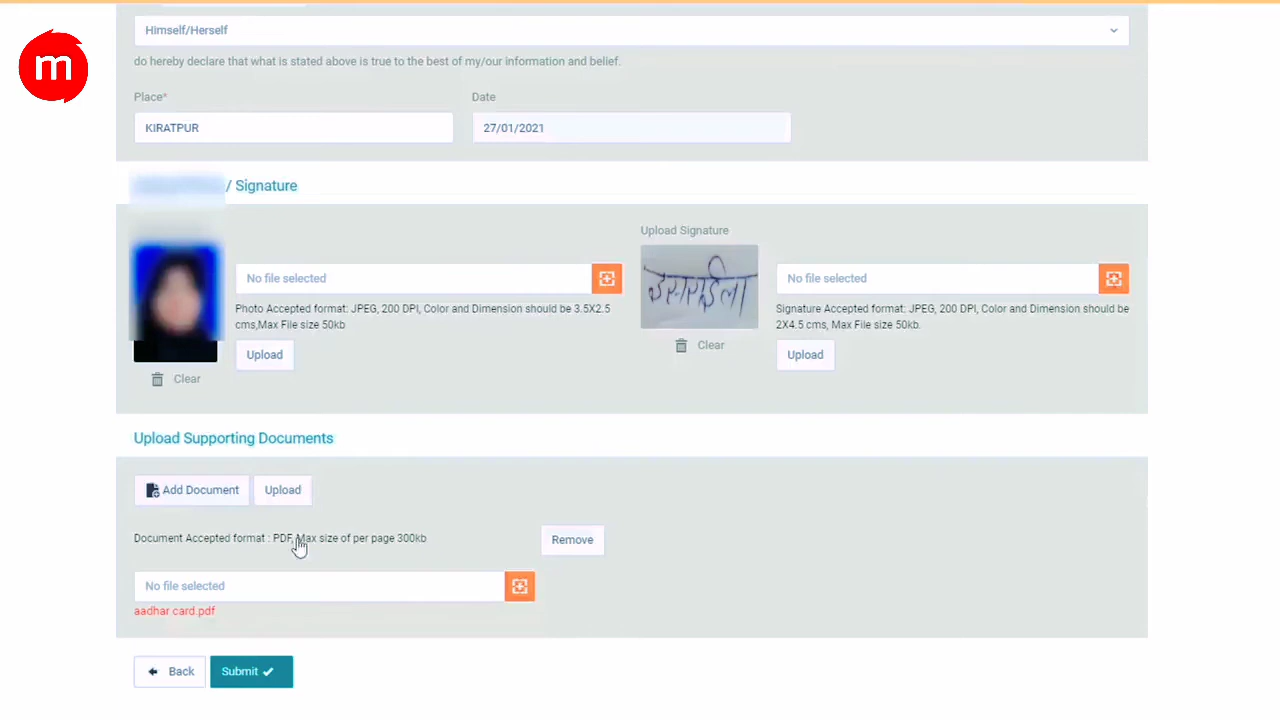 m
Himself/Herself
do hereby declare that what is stated above is true to the best of my/our information and belief.
Place* Date
KIRATPUR 27/01/2021
/ Signature
Upload Signature
No file selected
Photo Accepted format: JPEG, 200 DPI, Color and Dimension should be 3.5X2.5
cms,Max File size 50kb
Upload
Clear
No file selected
Signature Accepted format: JPEG, 200 DPI, Color and Dimension should be
2X4.5 cms, Max File size 50kb.
Upload
Clear
Upload Supporting Documents
Add Document Upload
Document Accepted format : PDF, Max size of per page 300kb Remove
No file selected
aadhar card.pdf
Back Submit